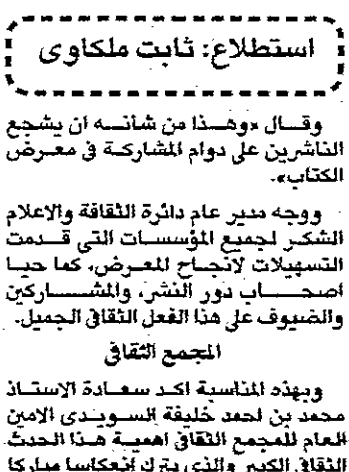 استطلاع: ثابت ملكاوى
وقال «وهذا من شأنه ان يشجع
الناشرين على دوام المشاركة في معرض
الكتاب».
ووجه مدير عام دائرة الثقافة والاعلام
الشكر لجميع المؤسسات التي قدمت
التسهيلات لانجاح المعرض، كما حيا
اصحاب دور النشر، والمشاركين
والضيوف على هذا الفعل الثقافي الجميل.
المجمع الثقافي
وبهذه المناسبة اكد سعادة الاستاذ
محمد بن احمد خليفة السويدى الامين
العام للمجمع الثقافي اهمية هذا الحدث
الثقافي الكبير والذي يترك انعكاسا مباركا